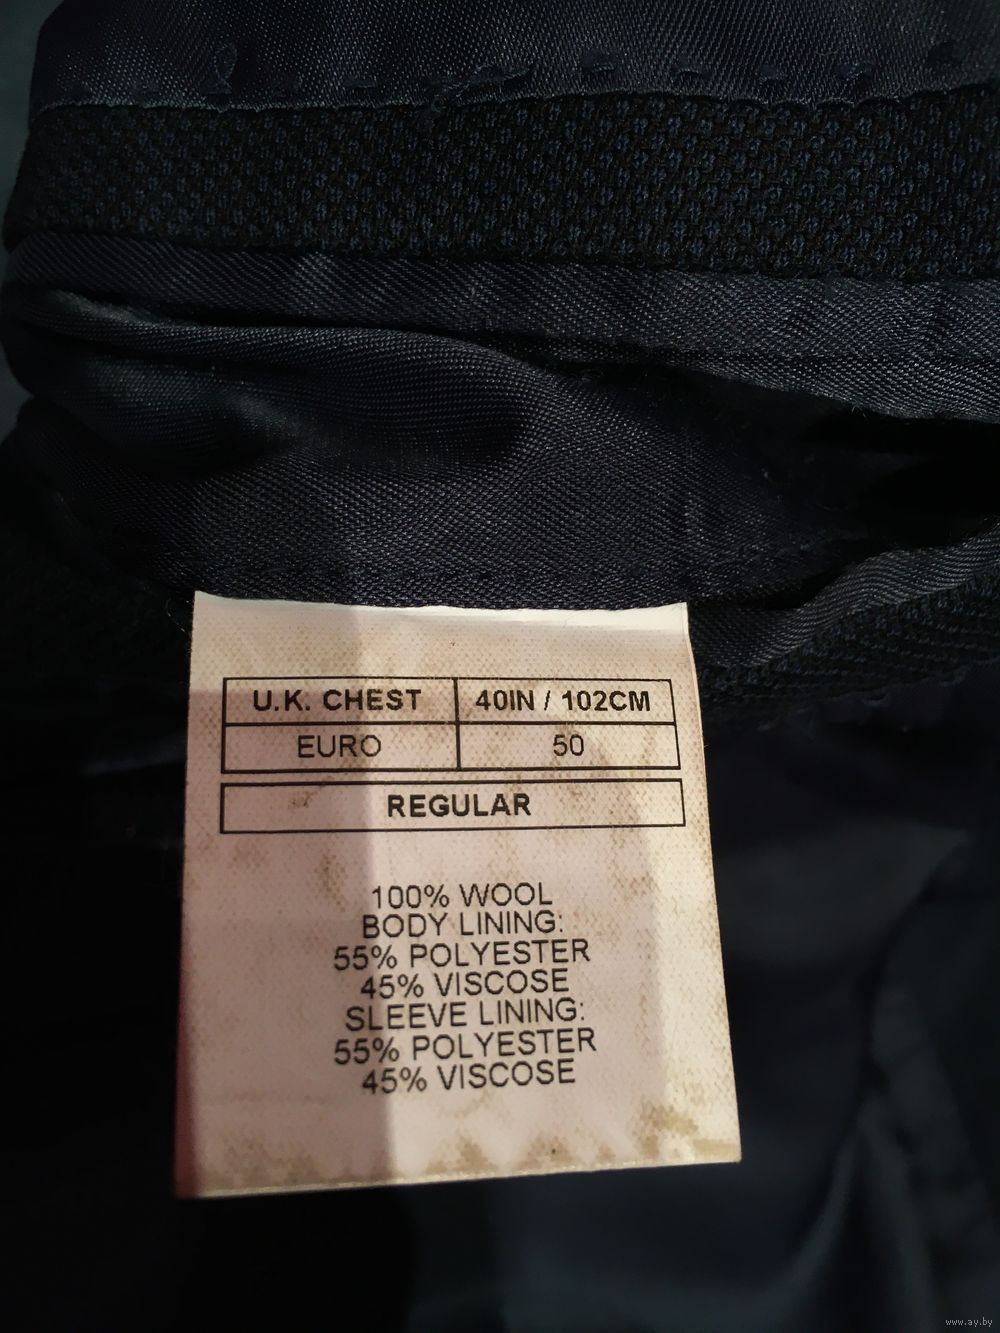 U.K. CHEST 40IN / 102CM
EURO 50
REGULAR
100% WOOL
BODY LINING:
55% POLYESTER
45% VISCOSE
SLEEVE LINING:
55% POLYESTER
45% VISCOSE
www.ay.by